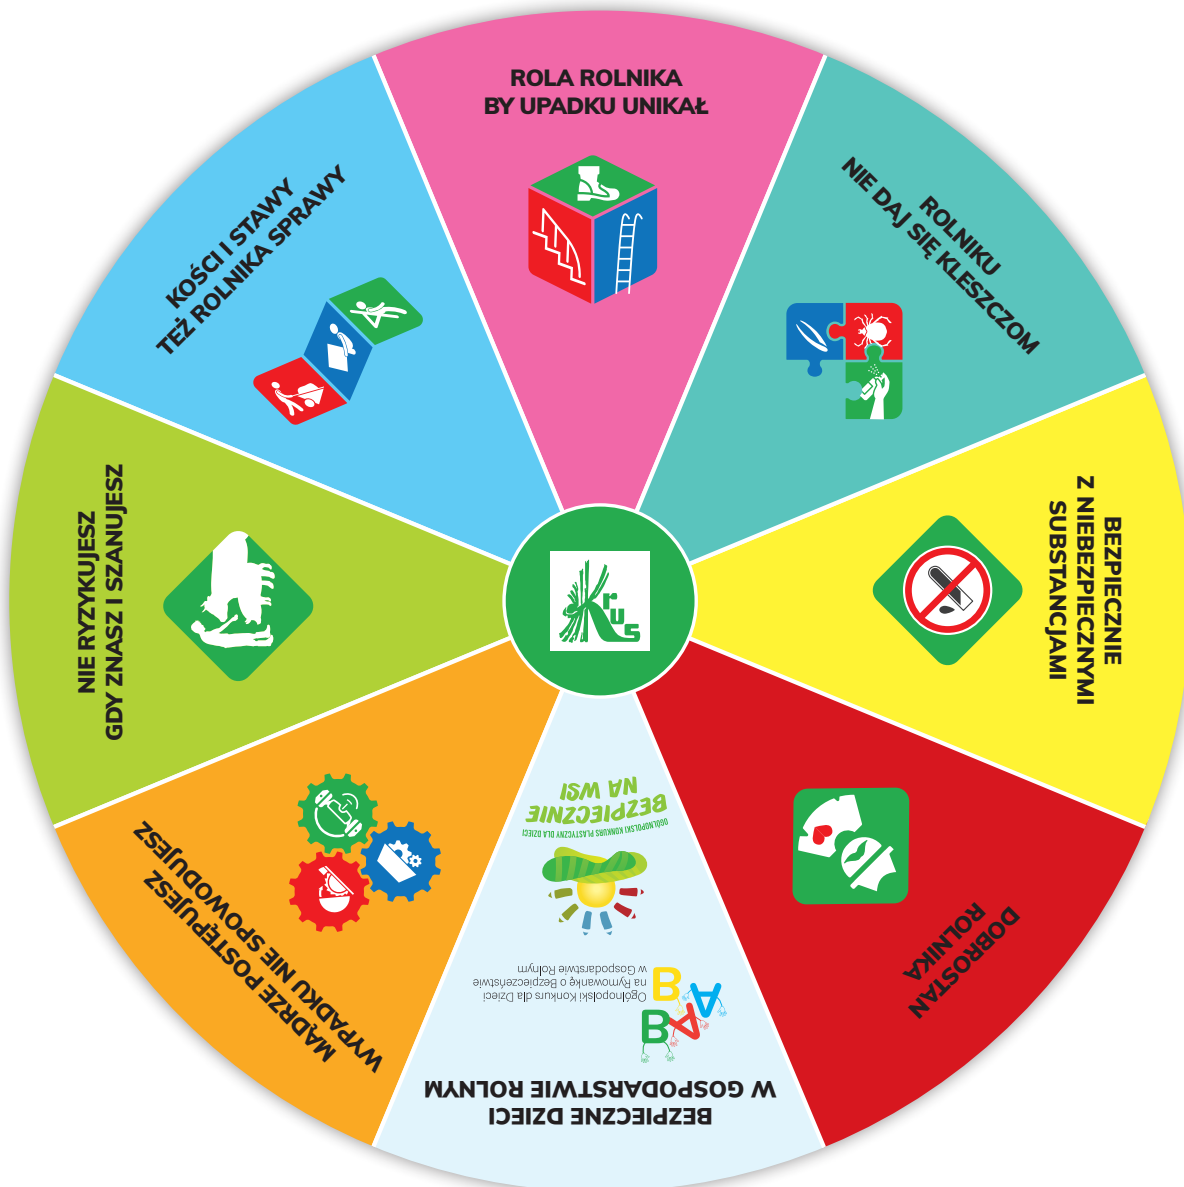 ROLA ROLNIKA
BY UPADKU UNIKAŁ
ROLNIKU
NIE DAJ SIĘ KLESZCZOM
BEZPIECZNIE
Z NIEBEZPIECZNYMI
SUBSTANCJAMI
DOBROSTAN
ROLNIKA
BEZPIECZNE DZIECI
W GOSPODARSTWIE ROLNYM
ABAB
Ogólnopolski Konkurs dla Dzieci
na Rymowankę o Bezpieczeństwie
w Gospodarstwie Rolnym
OGÓLNOPOLSKI KONKURS PLASTYCZNY DLA DZIECI
BEZPIECZNIE
NA WSI
MĄDRZE POSTĘPUJESZ
WYPADKU NIE SPOWODUJESZ
NIE RYZYKUJESZ
GDY ZNASZ I SZANUJESZ
KOŚCI I STAWY
TEŻ ROLNIKA SPRAWY
Krus